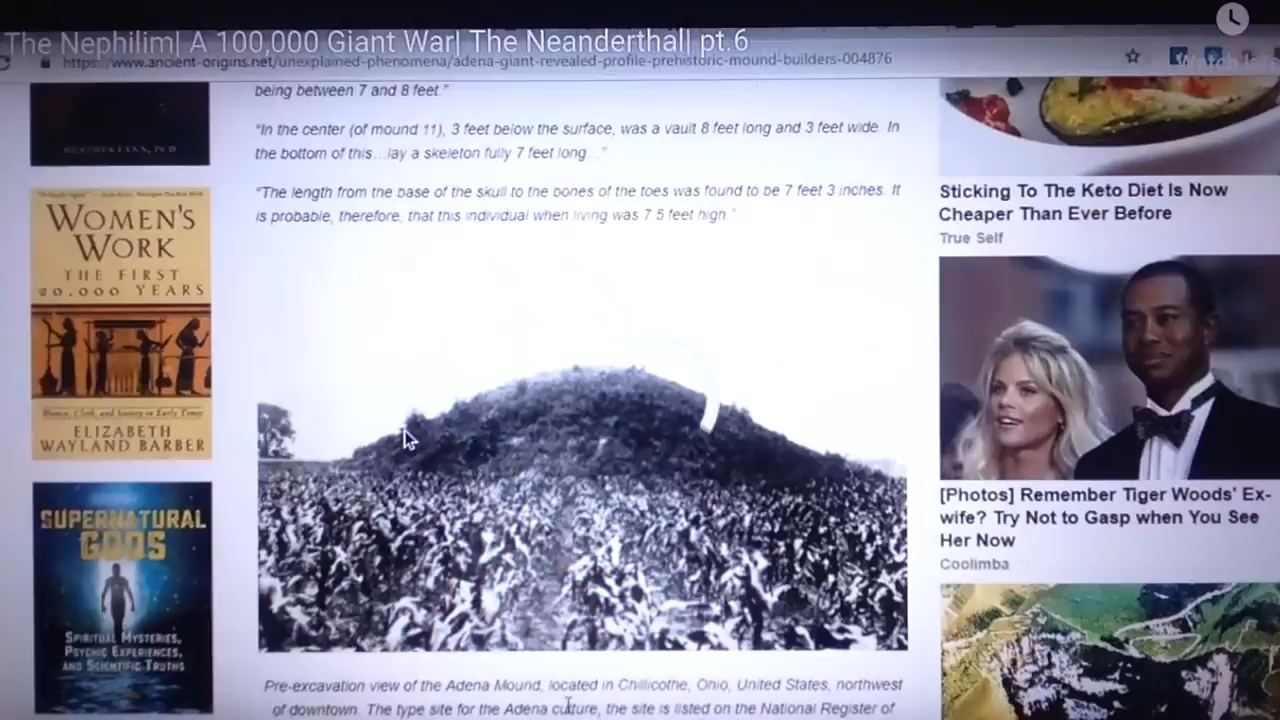 The Nephilim| A 100,000 Giant War| The Neanderthal| pt.6
https://www.ancient-origins.net/unexplained-phenomena/adena-giant-revealed-profile-prehistoric-mound-builders-004876
being between 7 and 8 feet."
"In the center (of mound 11), 3 feet below the surface, was a vault 8 feet long and 3 feet wide. In
the bottom of this…lay a skeleton fully 7 feet long…"
"The length from the base of the skull to the bones of the toes was found to be 7 feet 3 inches. It
is probable, therefore, that this individual when living was 7.5 feet high."
Pre-excavation view of the Adena Mound, located in Chillicothe, Ohio, United States, northwest
of downtown. The type site for the Adena culture, the site is listed on the National Register of
WOMEN'S
WORK
THE FIRST
20,000 YEARS
Women, Cloth, and Society in Early Times
ELIZABETH
WAYLAND BARBER
SUPERNATURAL
GODS
SPIRITUAL MYSTERIES,
PSYCHIC EXPERIENCES,
AND SCIENTIFIC TRUTHS
Sticking To The Keto Diet Is Now
Cheaper Than Ever Before
True Self
[Photos] Remember Tiger Woods' Ex-
wife? Try Not to Gasp when You See
Her Now
Coolimba